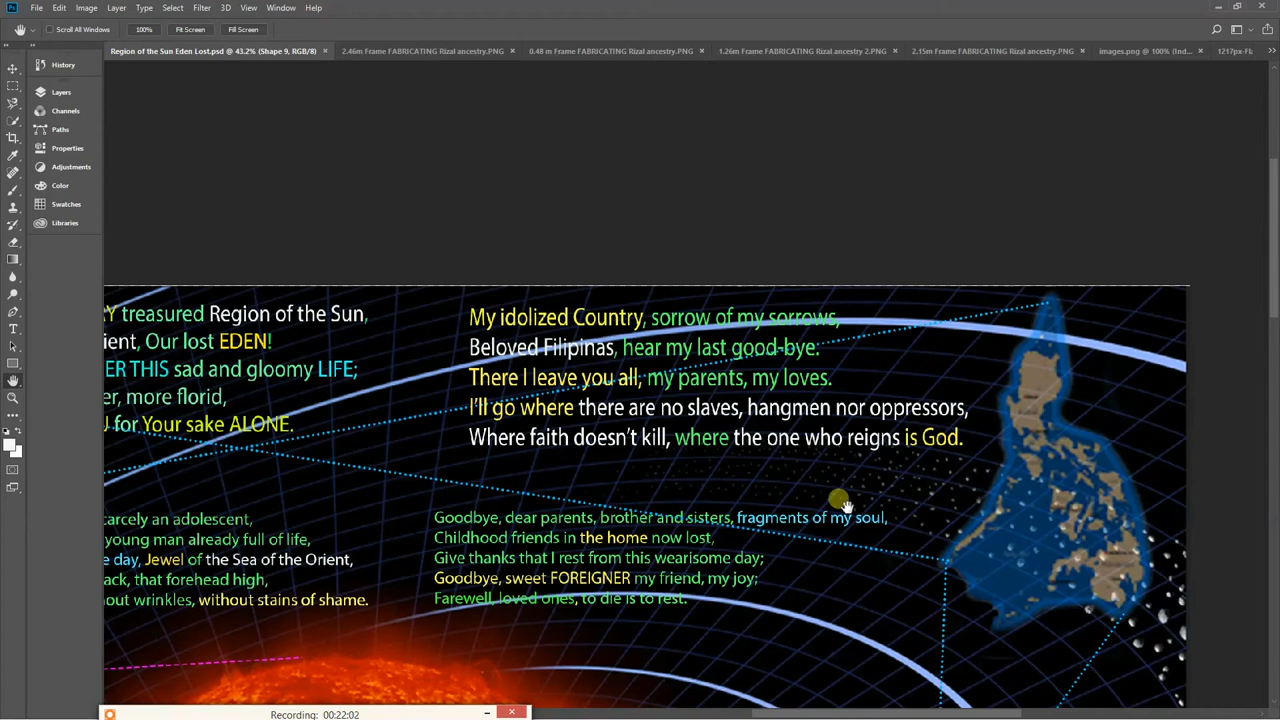 File Edit Image Layer Type Select Filter 3D View Window Help
Scroll All Windows 100% Fit Screen Fill Screen
Region of the Sun Eden Lost.psd @ 43.2% (Shape 9, RGB/8) 2.46m Frame FABRICATING Rizal ancestry.PNG 0.48 m Frame FABRICATING Rizal ancestry.PNG 1.26m Frame FABRICATING Rizal ancestry 2.PNG 2.15m Frame FABRICATING Rizal ancestry.PNG images.png @ 100% (Ind...
History
Layers
Channels
Paths
Properties
Adjustments
Color
Swatches
Libraries
Y treasured Region of the Sun,
ient, Our lost EDEN!
ER THIS sad and gloomy LIFE;
er, more florid,
U for Your sake ALONE.
My idolized Country, sorrow of my sorrows,
Beloved Filipinas, hear my last good-bye.
There I leave you all, my parents, my loves.
I'll go where there are no slaves, hangmen nor oppressors,
Where faith doesn't kill, where the one who reigns is God.
carcely an adolescent,
young man already full of life,
e day, Jewel of the Sea of the Orient,
ack, that forehead high,
out wrinkles, without stains of shame.
Goodbye, dear parents, brother and sisters, fragments of my soul,
Childhood friends in the home now lost,
Give thanks that I rest from this wearisome day;
Goodbye, sweet FOREIGNER my friend, my joy;
Farewell, loved ones, to die is to rest.
Recording: 00:22:02